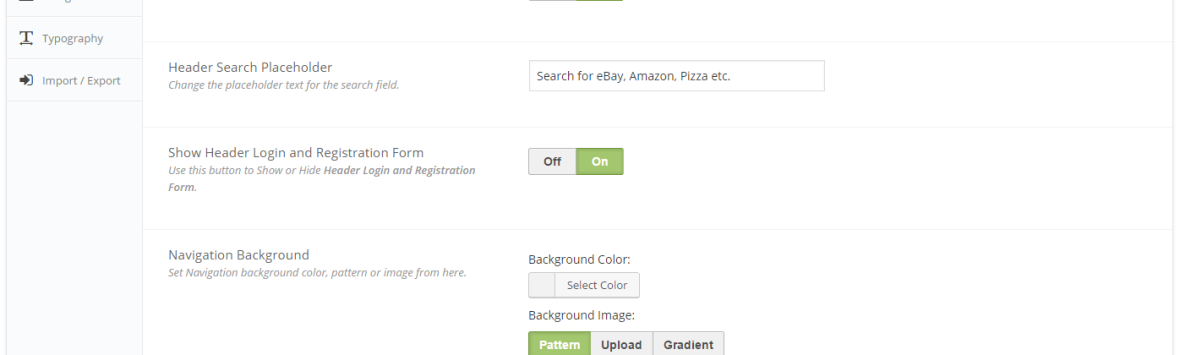 Typography
Import / Export
Header Search Placeholder
Change the placeholder text for the search field.
Search for eBay, Amazon, Pizza etc.
Show Header Login and Registration Form
Use this button to Show or Hide Header Login and Registration
Form.
Off On
Navigation Background
Set Navigation background color, pattern or image from here.
Background Color:
Select Color
Background Image:
Pattern Upload Gradient